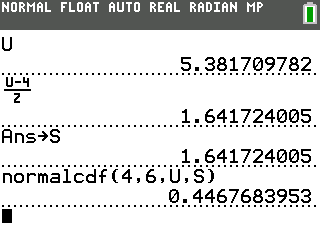 NORMAL FLOAT AUTO REAL RADIAN MP
U
5.381709782
U-4
Z
1.641724005
Ans→S
1.641724005
normalcdf(4,6,U,S)
0.4467683953